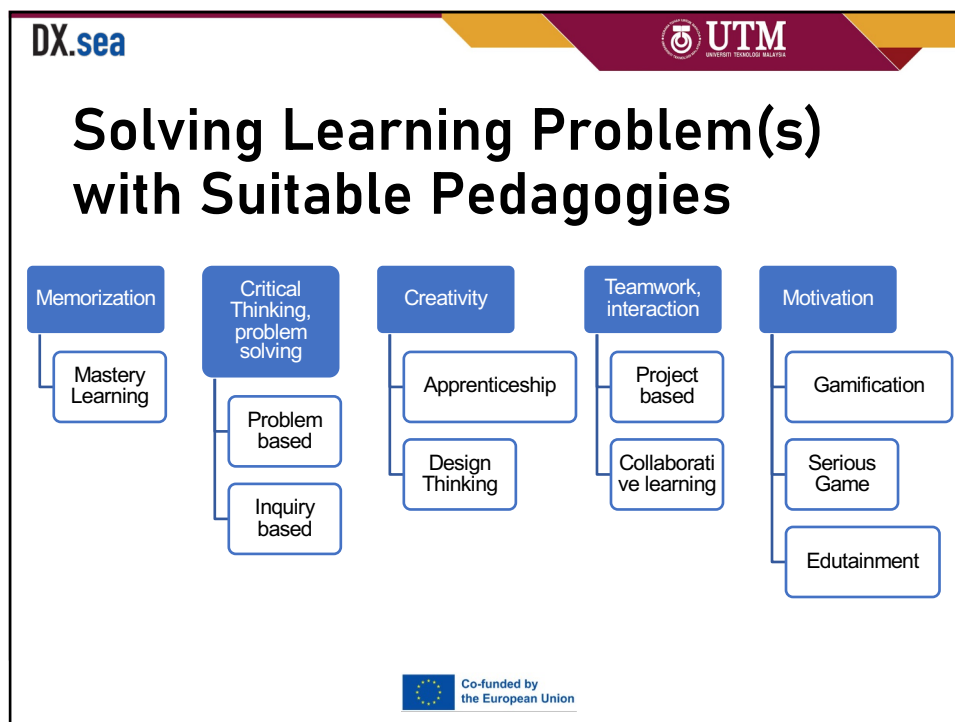 DX.sea
UTM
UNIVERSITI TEKNOLOGI MALAYSIA
Solving Learning Problem(s)
with Suitable Pedagogies
Memorization
Mastery
Learning
Critical
Thinking,
problem
solving
Problem
based
Inquiry
based
Creativity
Apprenticeship
Design
Thinking
Teamwork,
interaction
Project
based
Collaborati
ve learning
Motivation
Gamification
Serious
Game
Edutainment
Co-funded by
the European Union